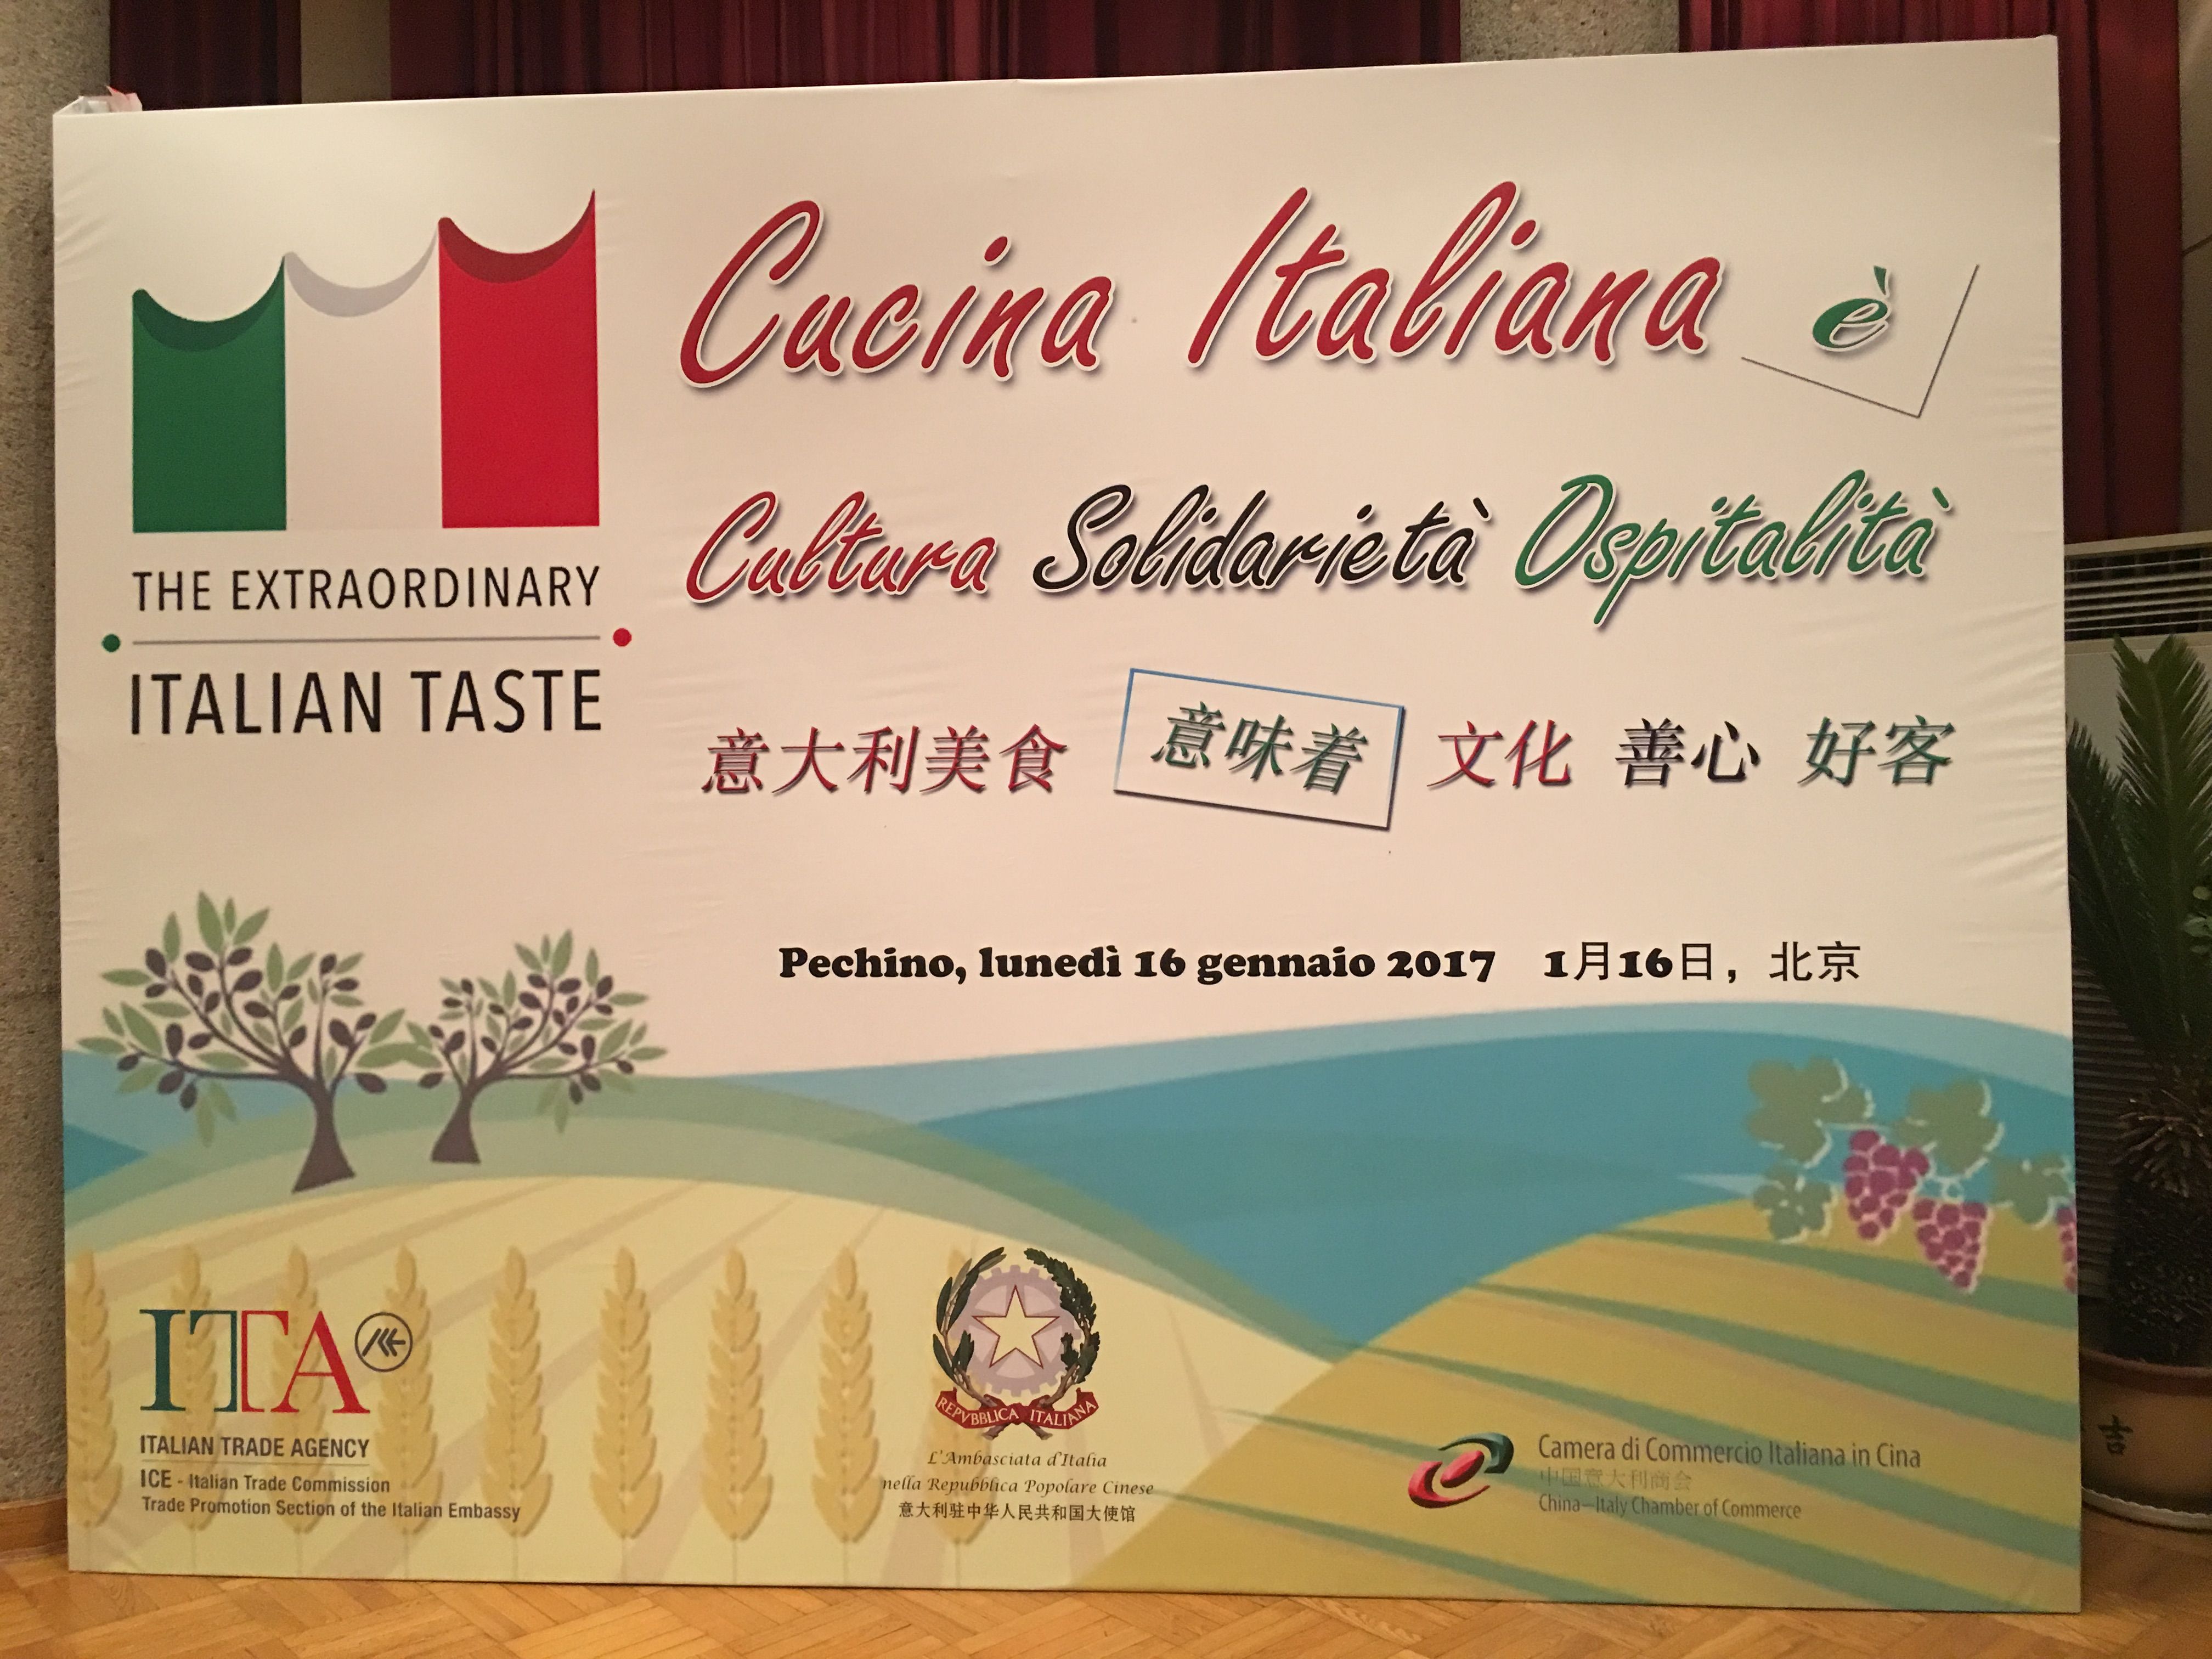 Cucina Italiana è
Cultura Solidarietà Ospitalità
意大利美食 意味着 文化 善心 好客
THE EXTRAORDINARY
ITALIAN TASTE
Pechino, lunedì 16 gennaio 2017 1月16日，北京
ITA
ITALIAN TRADE AGENCY
ICE - Italian Trade Commission
Trade Promotion Section of the Italian Embassy
REPVBBLICA ITALIANA
L'Ambasciata d'Italia
nella Repubblica Popolare Cinese
意大利驻中华人民共和国大使馆
Camera di Commercio Italiana in Cina
中国意大利商会
China–Italy Chamber of Commerce
吉